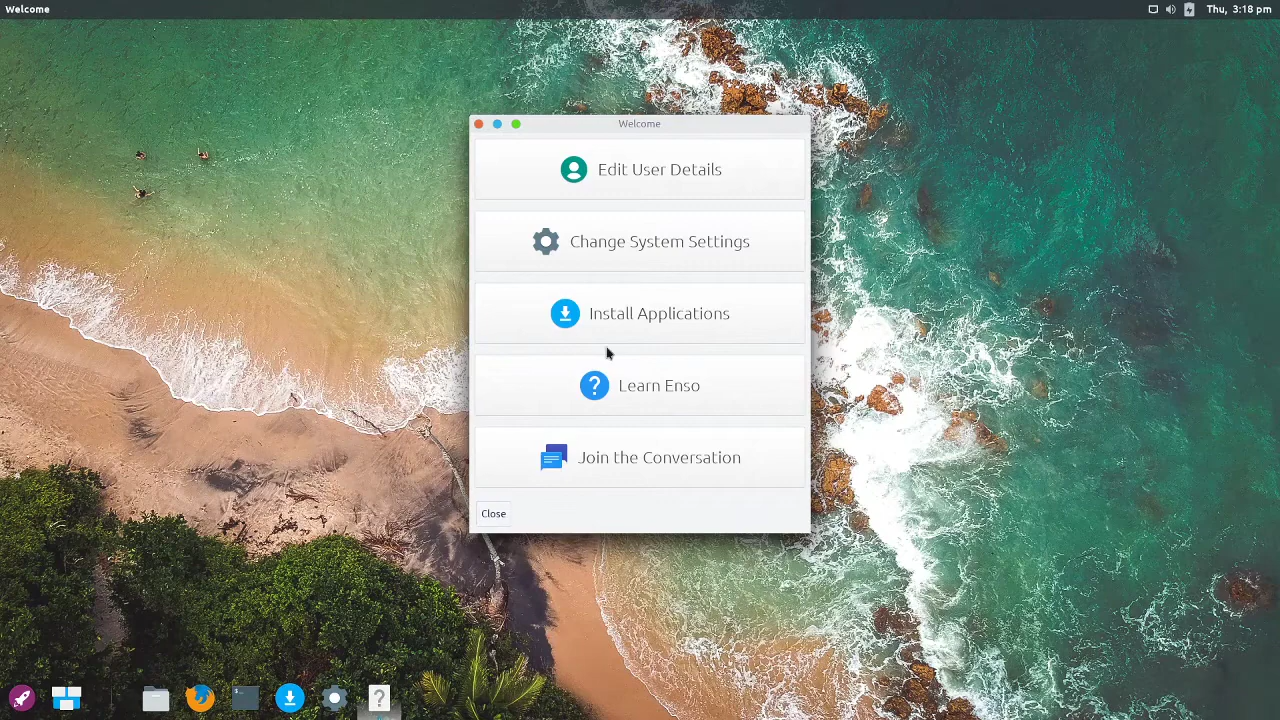 Welcome
Thu, 3:18 pm
Welcome
Edit User Details
Change System Settings
Install Applications
Learn Enso
Join the Conversation
Close